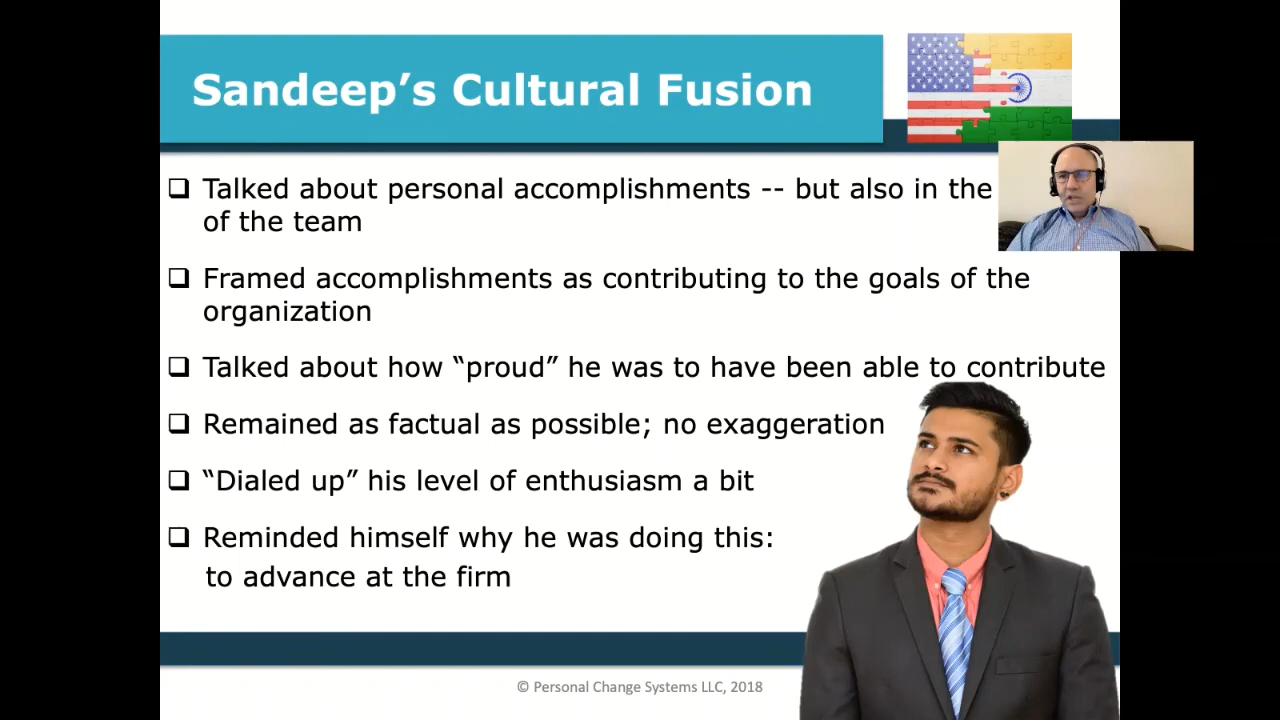 Sandeep’s Cultural Fusion
❑ Talked about personal accomplishments -- but also in the
of the team
❑ Framed accomplishments as contributing to the goals of the
organization
❑ Talked about how “proud” he was to have been able to contribute
❑ Remained as factual as possible; no exaggeration
❑ “Dialed up” his level of enthusiasm a bit
❑ Reminded himself why he was doing this:
to advance at the firm
© Personal Change Systems LLC, 2018